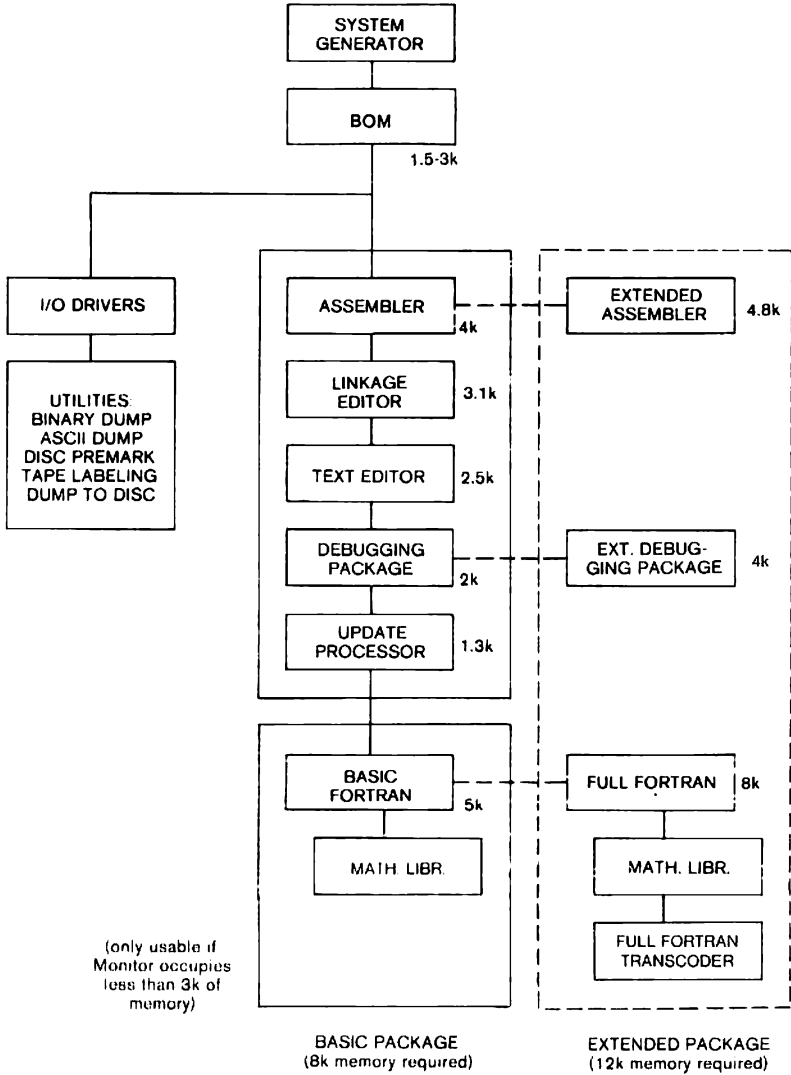 SYSTEM
GENERATOR
BOM
1.5-3k
I/O DRIVERS
UTILITIES:
BINARY DUMP
ASCII DUMP
DISC PREMARK
TAPE LABELING
DUMP TO DISC
ASSEMBLER
4k
LINKAGE
EDITOR
3.1k
TEXT EDITOR
2.5k
DEBUGGING
PACKAGE
2k
UPDATE
PROCESSOR
1.3k
BASIC
FORTRAN
5k
MATH. LIBR.
(only usable if
Monitor occupies
less than 3k of
memory)
BASIC PACKAGE
(8k memory required)
EXTENDED
ASSEMBLER
4.8k
EXT. DEBUG-
GING PACKAGE
4k
FULL FORTRAN
8k
MATH. LIBR.
FULL FORTRAN
TRANSCODER
EXTENDED PACKAGE
(12k memory required)